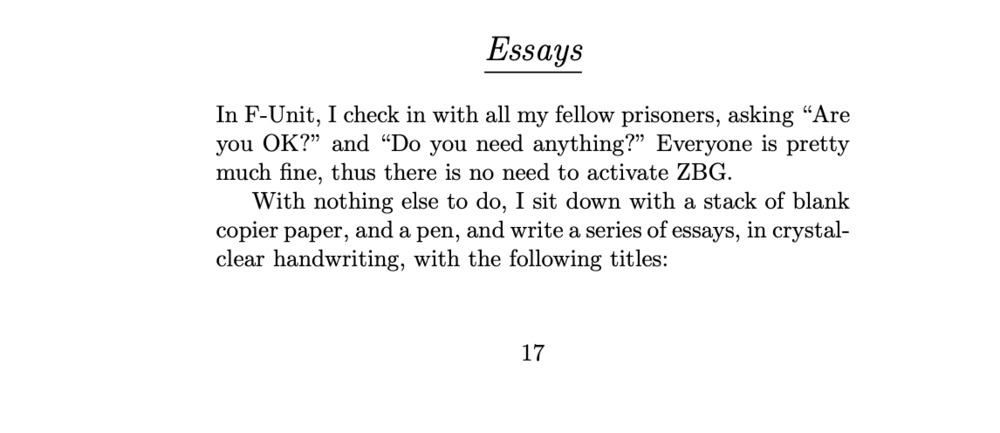 Essays
In F-Unit, I check in with all my fellow prisoners, asking “Are
you OK?” and “Do you need anything?” Everyone is pretty
much fine, thus there is no need to activate ZBG.
With nothing else to do, I sit down with a stack of blank
copier paper, and a pen, and write a series of essays, in crystal-
clear handwriting, with the following titles:
17